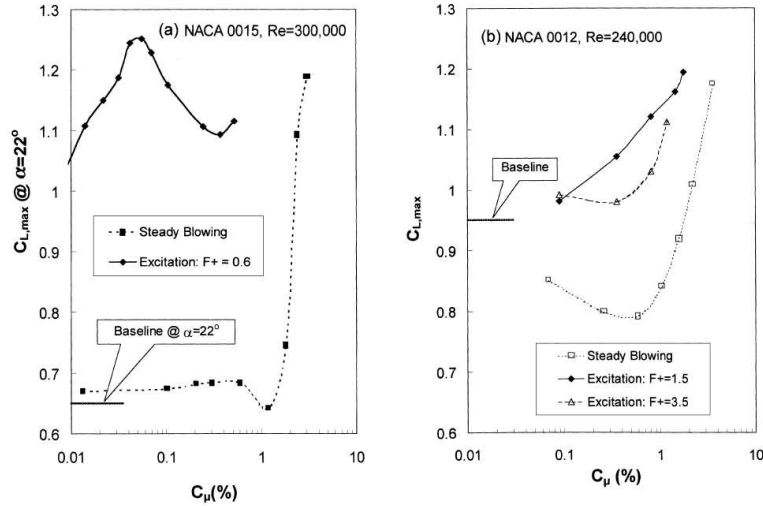 (a) NACA 0015, Re=300,000
C_L,max @ α=22°
1.3
1.2
1.1
1
0.9
0.8
0.7
0.6
Steady Blowing
Excitation: F+ = 0.6
Baseline @ α=22°
0.01
0.1
1
10
Cμ(%)
(b) NACA 0012, Re=240,000
C_L,max
1.3
1.2
1.1
1
0.9
0.8
0.7
0.6
Baseline
Steady Blowing
Excitation: F+=1.5
Excitation: F+=3.5
0.01
0.1
1
10
Cμ (%)